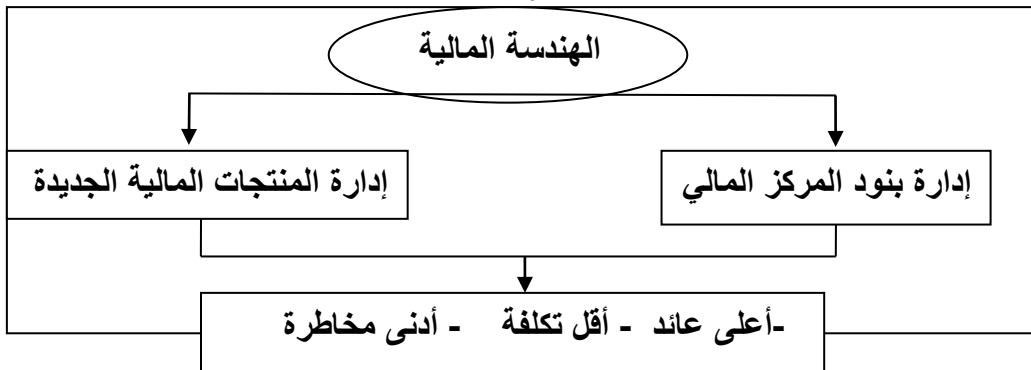 الهندسة المالية
إدارة بنود المركز المالي
إدارة المنتجات المالية الجديدة
-أعلى عائد - أقل تكلفة - أدنى مخاطرة